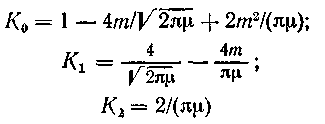 K₀ = 1 − 4m/√2πμ + 2m²/(πμ);
K₁ = 4/√2πμ − 4m/πμ ;
K₂ = 2/(πμ)